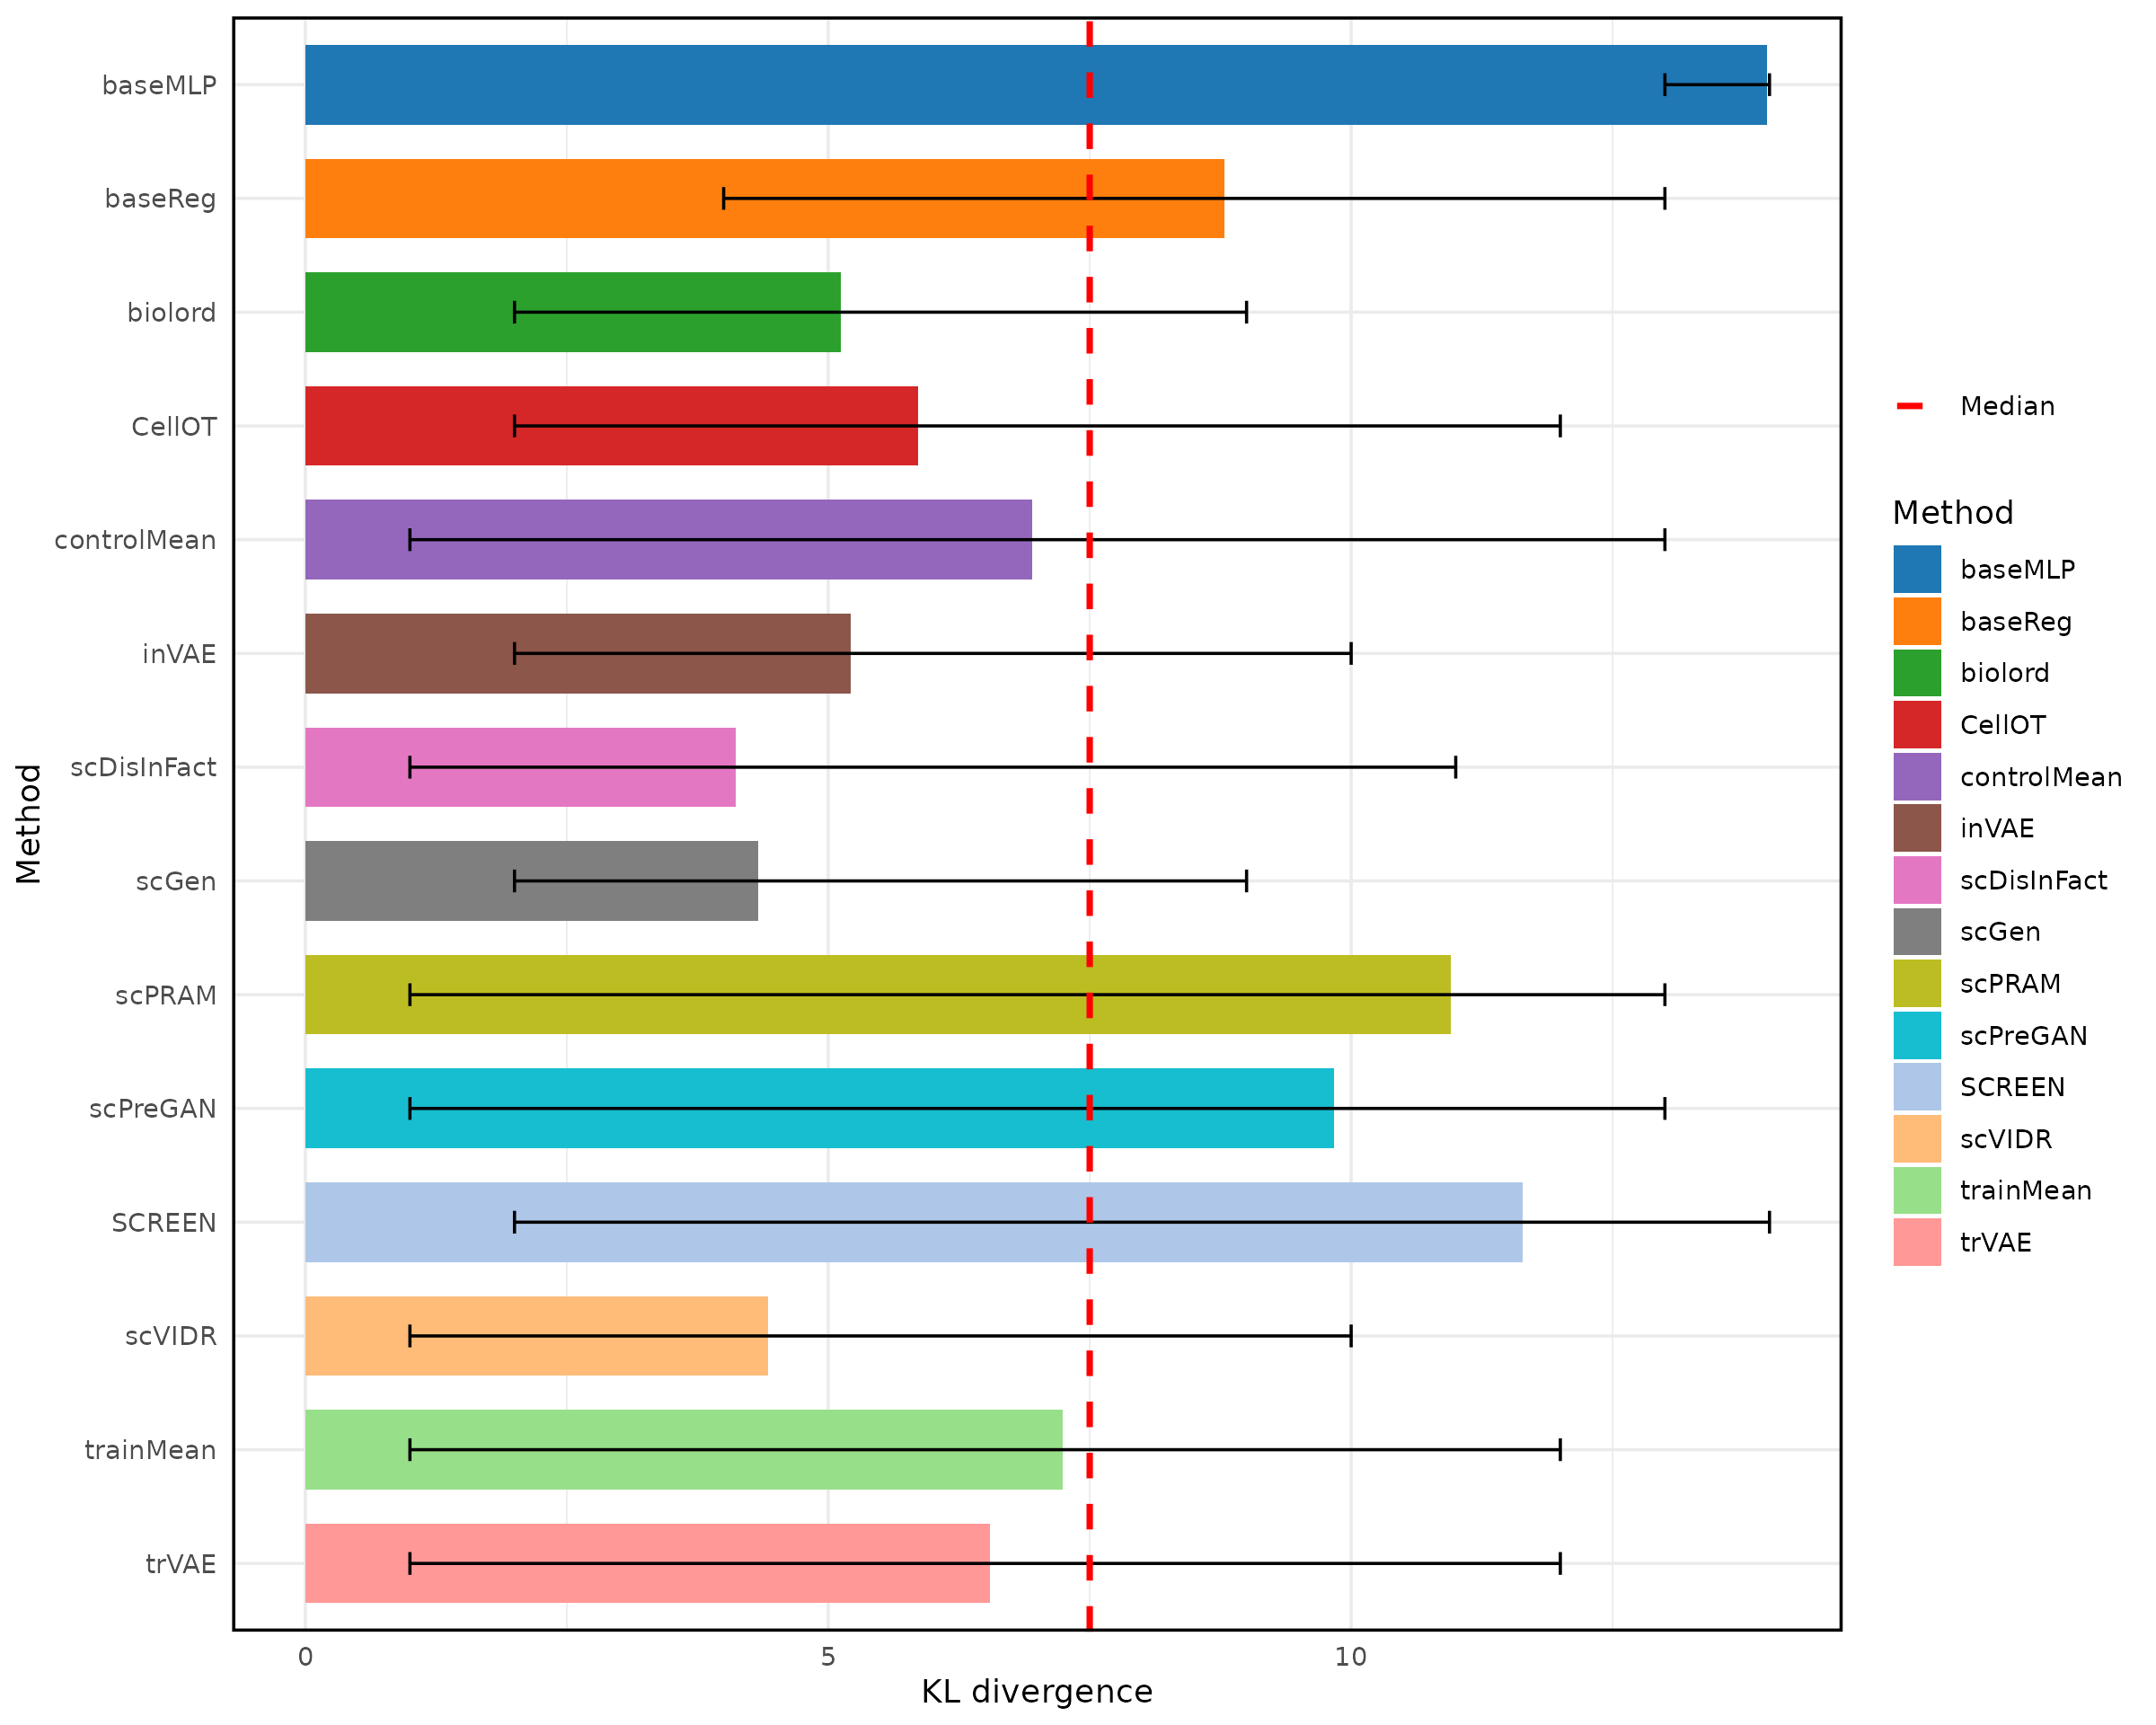 baseMLP
baseReg
biolord
CellOT
controlMean
inVAE
scDisInFact
scGen
scPRAM
scPreGAN
SCREEN
scVIDR
trainMean
trVAE
Method
0 5 10
KL divergence
Median
Method
baseMLP
baseReg
biolord
CellOT
controlMean
inVAE
scDisInFact
scGen
scPRAM
scPreGAN
SCREEN
scVIDR
trainMean
trVAE